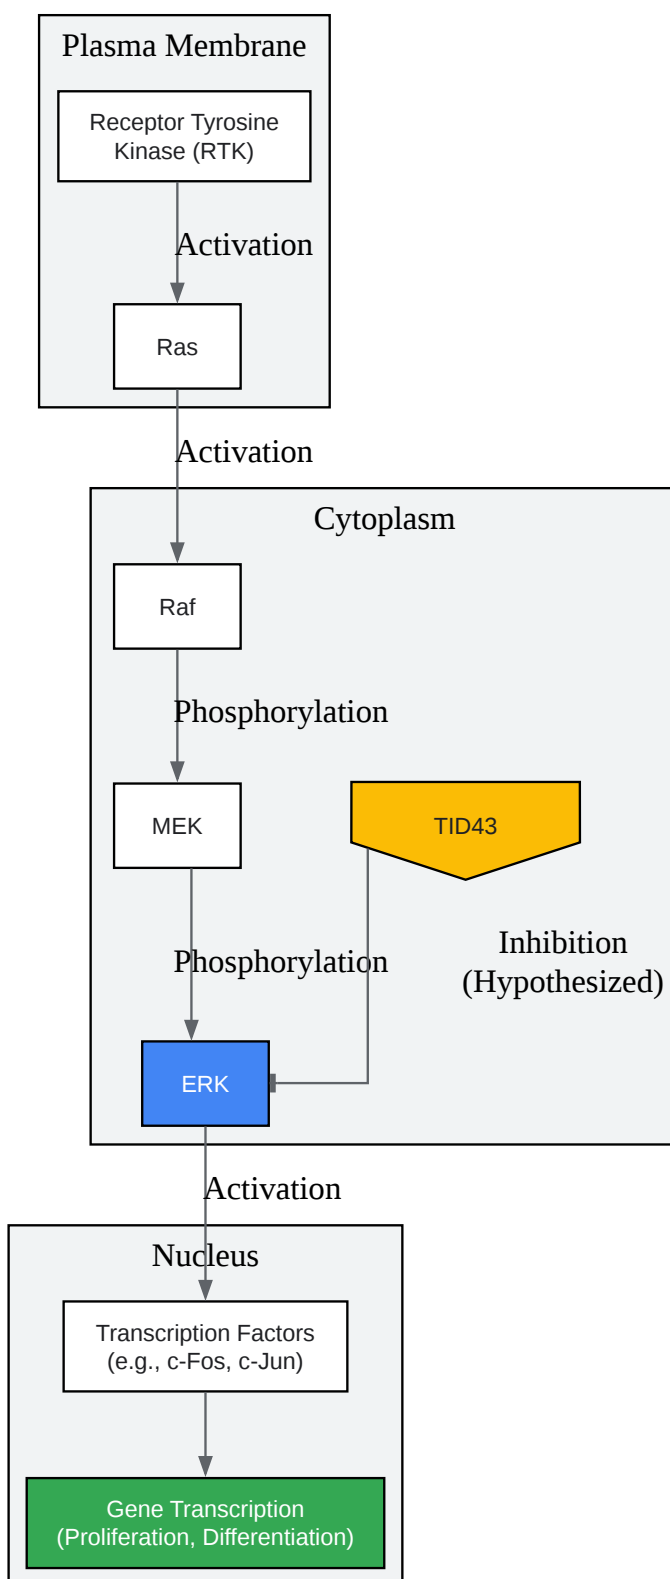 Plasma Membrane
Receptor Tyrosine
Kinase (RTK)
Activation
Ras
Activation
Cytoplasm
Raf
Phosphorylation
MEK
TID43
Inhibition
(Hypothesized)
Phosphorylation
ERK
Activation
Nucleus
Transcription Factors
(e.g., c-Fos, c-Jun)
Gene Transcription
(Proliferation, Differentiation)